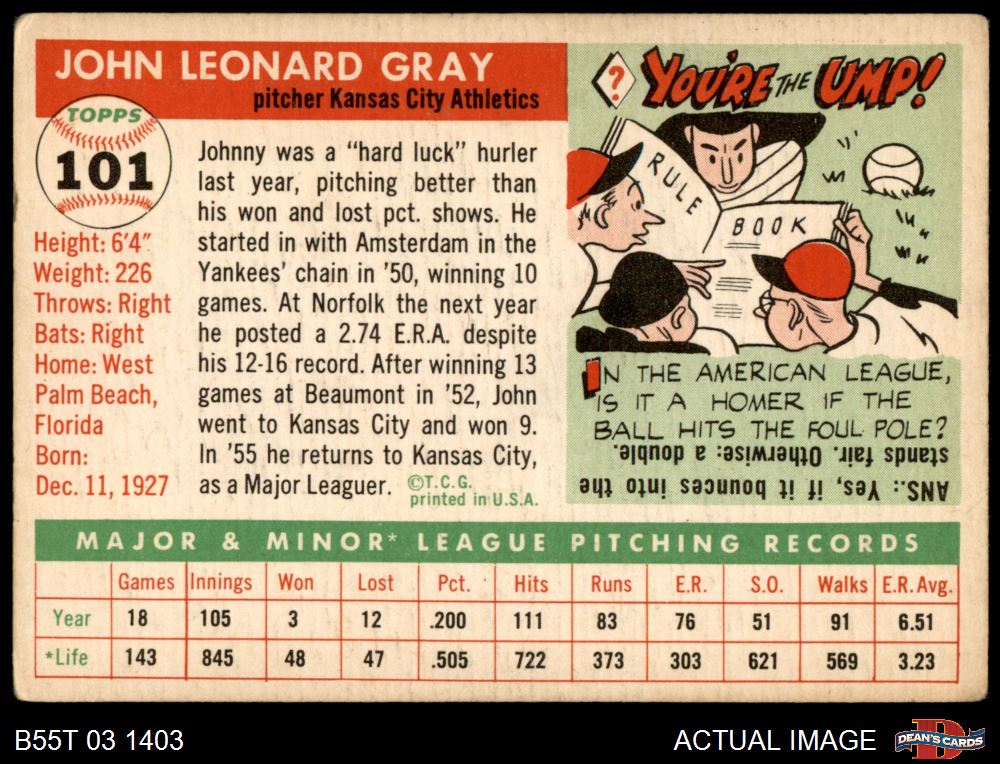 JOHN LEONARD GRAY
pitcher Kansas City Athletics
TOPPS
101
Height: 6'4"
Weight: 226
Throws: Right
Bats: Right
Home: West
Palm Beach,
Florida
Born:
Dec. 11, 1927
Johnny was a "hard luck" hurler
last year, pitching better than
his won and lost pct. shows. He
started in with Amsterdam in the
Yankees' chain in '50, winning 10
games. At Norfolk the next year
he posted a 2.74 E.R.A. despite
his 12-16 record. After winning 13
games at Beaumont in '52, John
went to Kansas City and won 9.
In '55 he returns to Kansas City,
as a Major Leaguer.
©T.C.G.
printed in U.S.A.
? YOU'RE THE UMP!
RULE BOOK
IN THE AMERICAN LEAGUE,
IS IT A HOMER IF THE
BALL HITS THE FOUL POLE?
ANS.: Yes, if it bounces into the
stands fair. Otherwise: a double.
MAJOR & MINOR* LEAGUE PITCHING RECORDS
Games Innings Won Lost Pct. Hits Runs E.R. S.O. Walks E.R. Avg.
Year 18 105 3 12 .200 111 83 76 51 91 6.51
*Life 143 845 48 47 .505 722 373 303 621 569 3.23
B55T 03 1403
ACTUAL IMAGE
DEAN'S CARDS